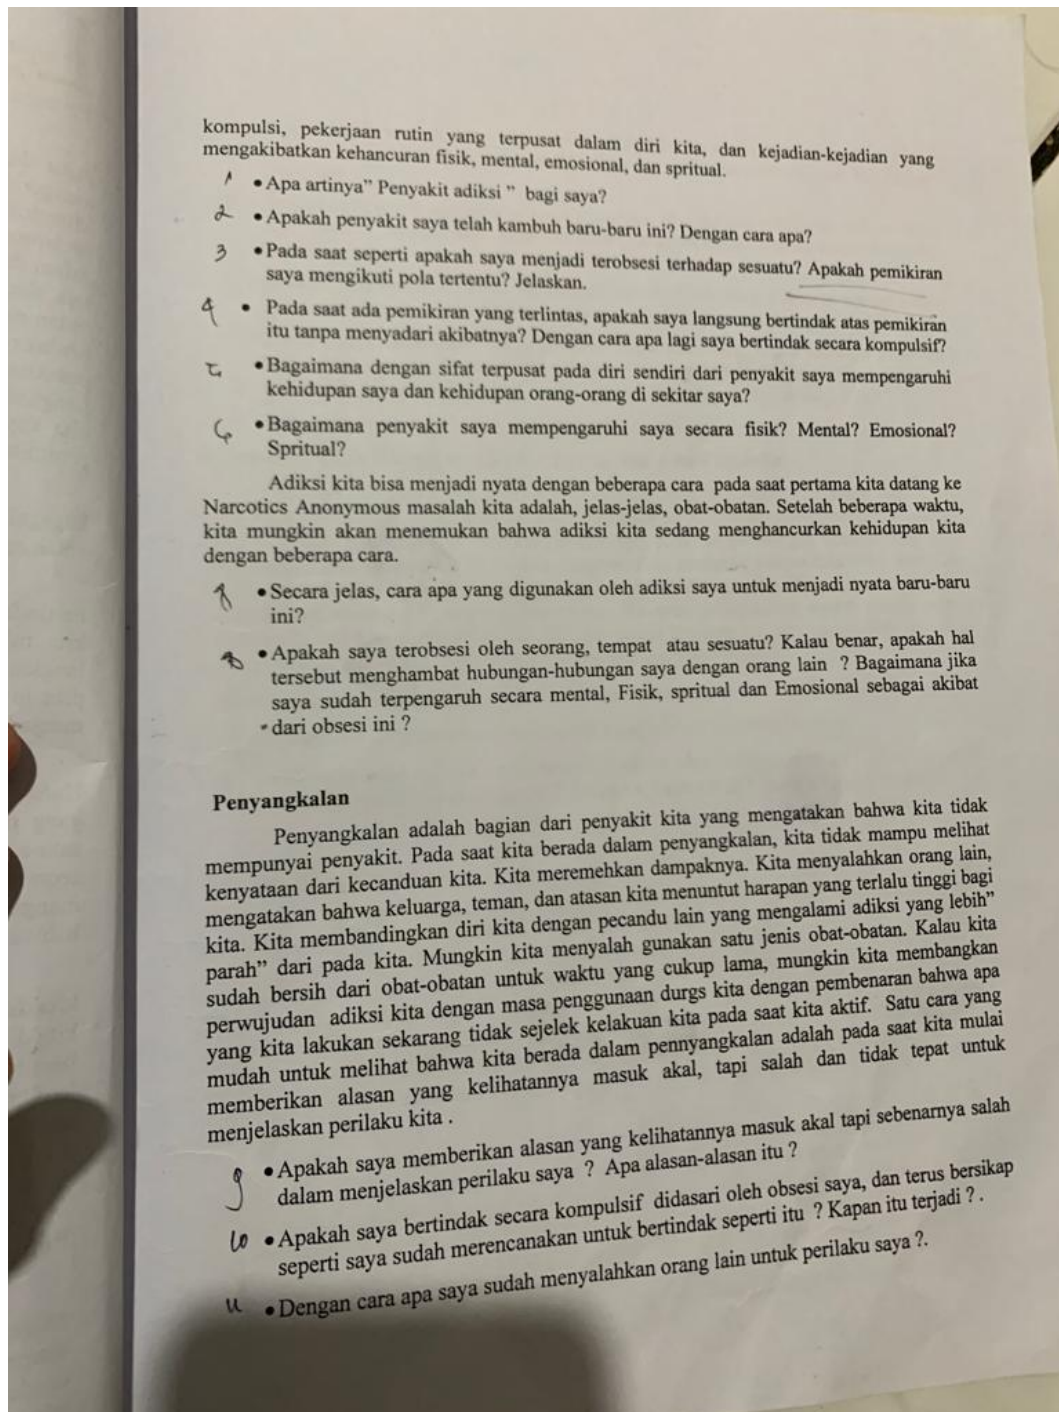 kompulsi, pekerjaan rutin yang terpusat dalam diri kita, dan kejadian-kejadian yang
mengakibatkan kehancuran fisik, mental, emosional, dan spritual.
1 • Apa artinya” Penyakit adiksi ” bagi saya?
2 • Apakah penyakit saya telah kambuh baru-baru ini? Dengan cara apa?
3 • Pada saat seperti apakah saya menjadi terobsesi terhadap sesuatu? Apakah pemikiran
saya mengikuti pola tertentu? Jelaskan.
4 • Pada saat ada pemikiran yang terlintas, apakah saya langsung bertindak atas pemikiran
itu tanpa menyadari akibatnya? Dengan cara apa lagi saya bertindak secara kompulsif?
5 • Bagaimana dengan sifat terpusat pada diri sendiri dari penyakit saya mempengaruhi
kehidupan saya dan kehidupan orang-orang di sekitar saya?
6 • Bagaimana penyakit saya mempengaruhi saya secara fisik? Mental? Emosional?
Spritual?
Adiksi kita bisa menjadi nyata dengan beberapa cara pada saat pertama kita datang ke
Narcotics Anonymous masalah kita adalah, jelas-jelas, obat-obatan. Setelah beberapa waktu,
kita mungkin akan menemukan bahwa adiksi kita sedang menghancurkan kehidupan kita
dengan beberapa cara.
7 • Secara jelas, cara apa yang digunakan oleh adiksi saya untuk menjadi nyata baru-baru
ini?
8 • Apakah saya terobsesi oleh seorang, tempat atau sesuatu? Kalau benar, apakah hal
tersebut menghambat hubungan-hubungan saya dengan orang lain ? Bagaimana jika
saya sudah terpengaruh secara mental, Fisik, spritual dan Emosional sebagai akibat
dari obsesi ini ?
Penyangkalan
Penyangkalan adalah bagian dari penyakit kita yang mengatakan bahwa kita tidak
mempunyai penyakit. Pada saat kita berada dalam penyangkalan, kita tidak mampu melihat
kenyataan dari kecanduan kita. Kita meremehkan dampaknya. Kita menyalahkan orang lain,
mengatakan bahwa keluarga, teman, dan atasan kita menuntut harapan yang terlalu tinggi bagi
kita. Kita membandingkan diri kita dengan pecandu lain yang mengalami adiksi yang lebih”
parah” dari pada kita. Mungkin kita menyalah gunakan satu jenis obat-obatan. Kalau kita
sudah bersih dari obat-obatan untuk waktu yang cukup lama, mungkin kita membangkan
perwujudan adiksi kita dengan masa penggunaan durgs kita dengan pembenaran bahwa apa
yang kita lakukan sekarang tidak sejelek kelakuan kita pada saat kita aktif. Satu cara yang
mudah untuk melihat bahwa kita berada dalam pennyangkalan adalah pada saat kita mulai
memberikan alasan yang kelihatannya masuk akal, tapi salah dan tidak tepat untuk
menjelaskan perilaku kita .
9 • Apakah saya memberikan alasan yang kelihatannya masuk akal tapi sebenarnya salah
dalam menjelaskan perilaku saya ? Apa alasan-alasan itu ?
10 • Apakah saya bertindak secara kompulsif didasari oleh obsesi saya, dan terus bersikap
seperti saya sudah merencanakan untuk bertindak seperti itu ? Kapan itu terjadi ? .
11 • Dengan cara apa saya sudah menyalahkan orang lain untuk perilaku saya ?.